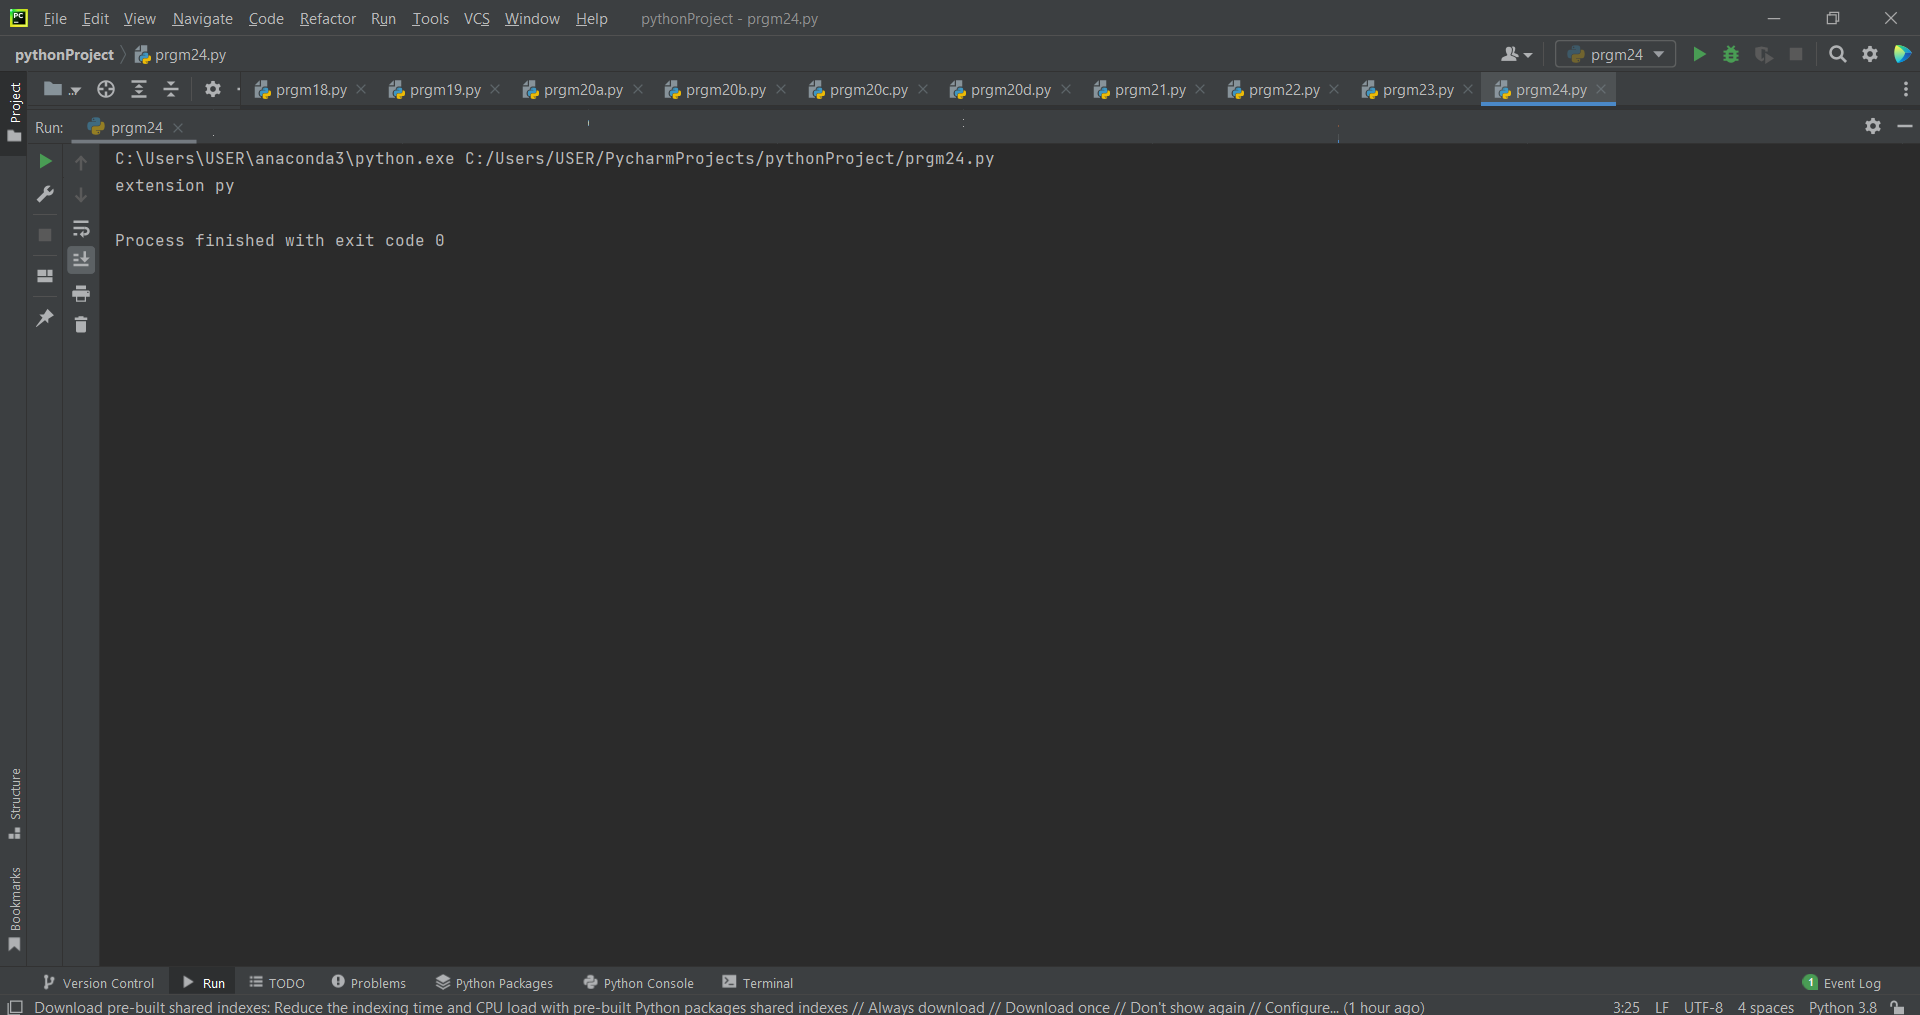 PC File Edit View Navigate Code Refactor Run Tools VCS Window Help pythonProject - prgm24.py
pythonProject prgm24.py prgm24
Project
prgm18.py prgm19.py prgm20a.py prgm20b.py prgm20c.py prgm20d.py prgm21.py prgm22.py prgm23.py prgm24.py
Run: prgm24
C:\Users\USER\anaconda3\python.exe C:/Users/USER/PycharmProjects/pythonProject/prgm24.py
extension py
Process finished with exit code 0
Structure
Bookmarks
Version Control Run TODO Problems Python Packages Python Console Terminal 1 Event Log
Download pre-built shared indexes: Reduce the indexing time and CPU load with pre-built Python packages shared indexes // Always download // Download once // Don't show again // Configure... (1 hour ago) 3:25 LF UTF-8 4 spaces Python 3.8